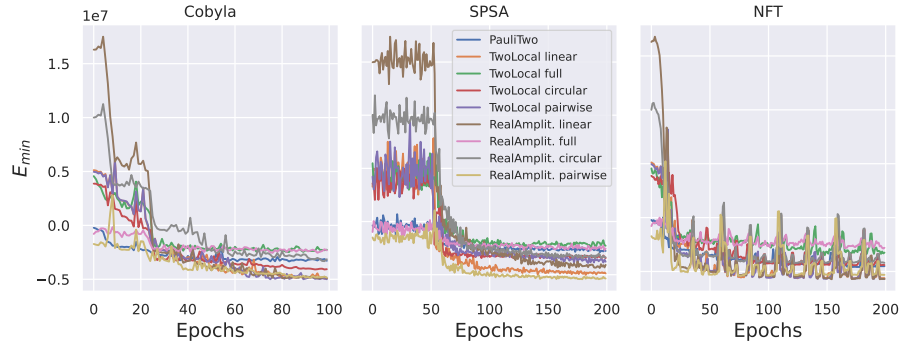 Cobyla
SPSA
NFT
1e7
1.5
1.0
0.5
0.0
−0.5
E_min
0 20 40 60 80 100
0 50 100 150 200
0 50 100 150 200
Epochs
Epochs
Epochs
PauliTwo
TwoLocal linear
TwoLocal full
TwoLocal circular
TwoLocal pairwise
RealAmplit. linear
RealAmplit. full
RealAmplit. circular
RealAmplit. pairwise